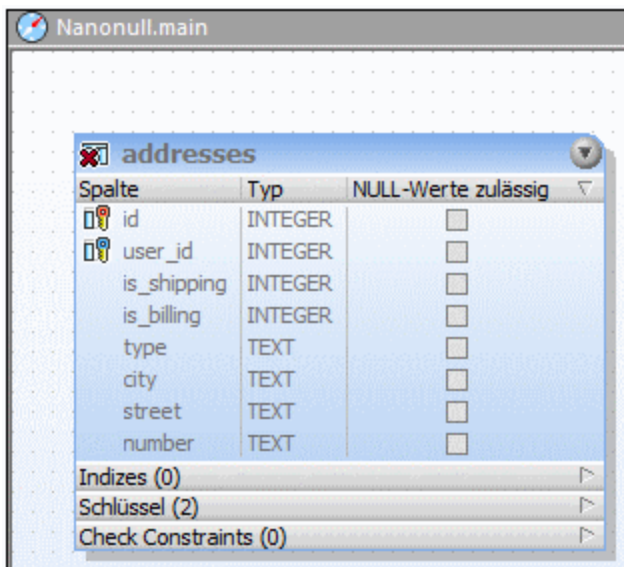 Nanonull.main
addresses
Spalte Typ NULL-Werte zulässig
id INTEGER
user_id INTEGER
is_shipping INTEGER
is_billing INTEGER
type TEXT
city TEXT
street TEXT
number TEXT
Indizes (0)
Schlüssel (2)
Check Constraints (0)